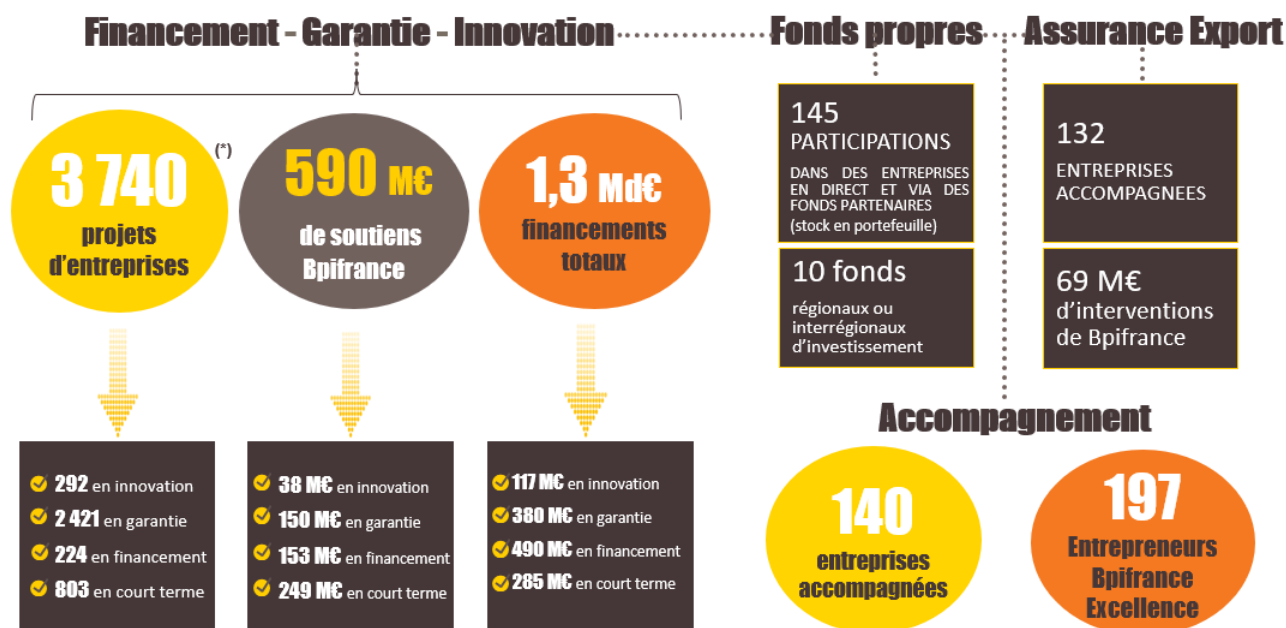 Financement - Garantie - Innovation
3 740
(*)
projets
d'entreprises
590 M€
de soutiens
Bpifrance
1,3 Md€
financements
totaux
292 en innovation
2 421 en garantie
224 en financement
803 en court terme
38 M€ en innovation
150 M€ en garantie
153 M€ en financement
249 M€ en court terme
117 M€ en innovation
380 M€ en garantie
490 M€ en financement
285 M€ en court terme
Fonds propres
145
PARTICIPATIONS
DANS DES ENTREPRISES
EN DIRECT ET VIA DES
FONDS PARTENAIRES
(stock en portefeuille)
10 fonds
régionaux ou
interrégionaux
d'investissement
Assurance Export
132
ENTREPRISES
ACCOMPAGNEES
69 M€
d'interventions
de Bpifrance
Accompagnement
140
entreprises
accompagnées
197
Entrepreneurs
Bpifrance
Excellence